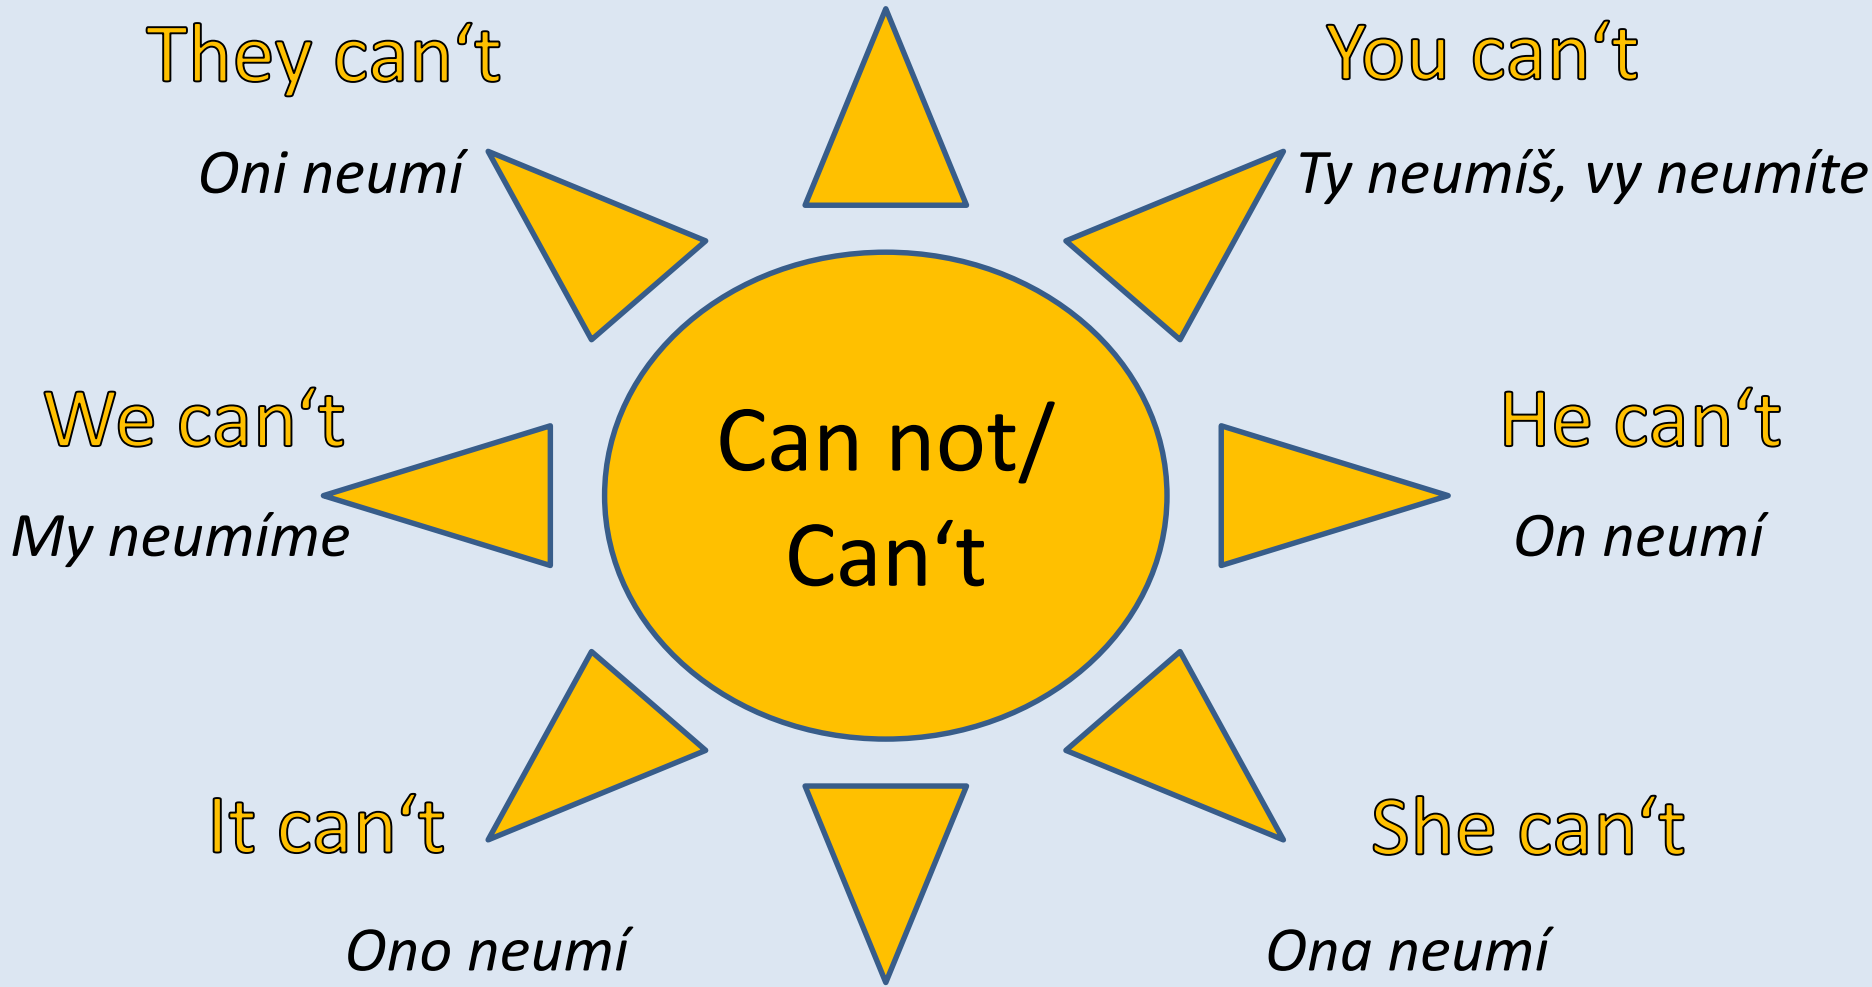 They can‘t
You can‘t
Oni neumí
Ty neumíš, vy neumíte
We can‘t
He can‘t
Can not/
Can‘t
My neumíme
On neumí
It can‘t
She can‘t
Ono neumí
Ona neumí